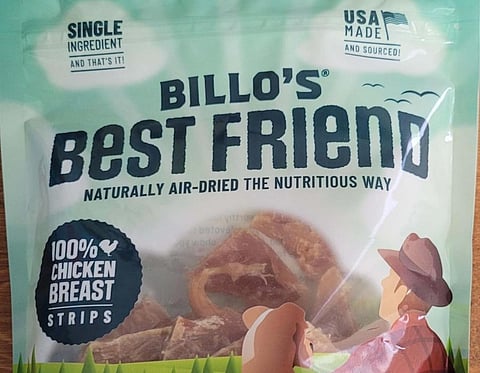 SINGLE
INGREDIENT
AND THAT'S IT!
USA
MADE
AND SOURCED!
BILLO'S®
BEST FRIEND
NATURALLY AIR-DRIED THE NUTRITIOUS WAY
100%
CHICKEN
BREAST
STRIPS